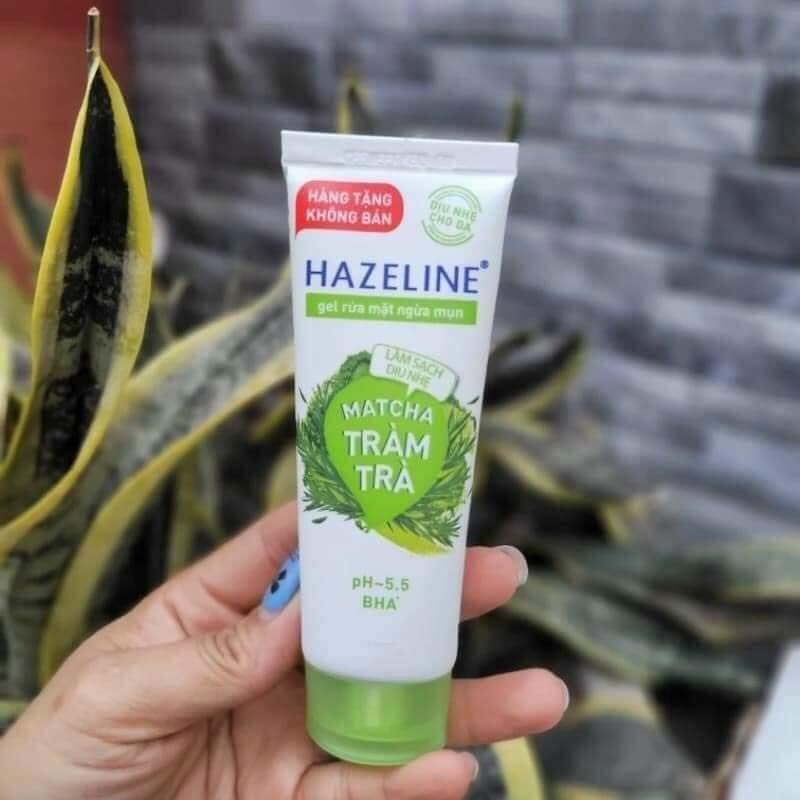 HÀNG TẶNG
KHÔNG BÁN
DỊU NHẸ
CHO DA
HAZELINE®
gel rửa mặt ngừa mụn
LÀM SẠCH
DỊU NHẸ
MATCHA
TRÀM
TRÀ
pH~5.5
BHA*